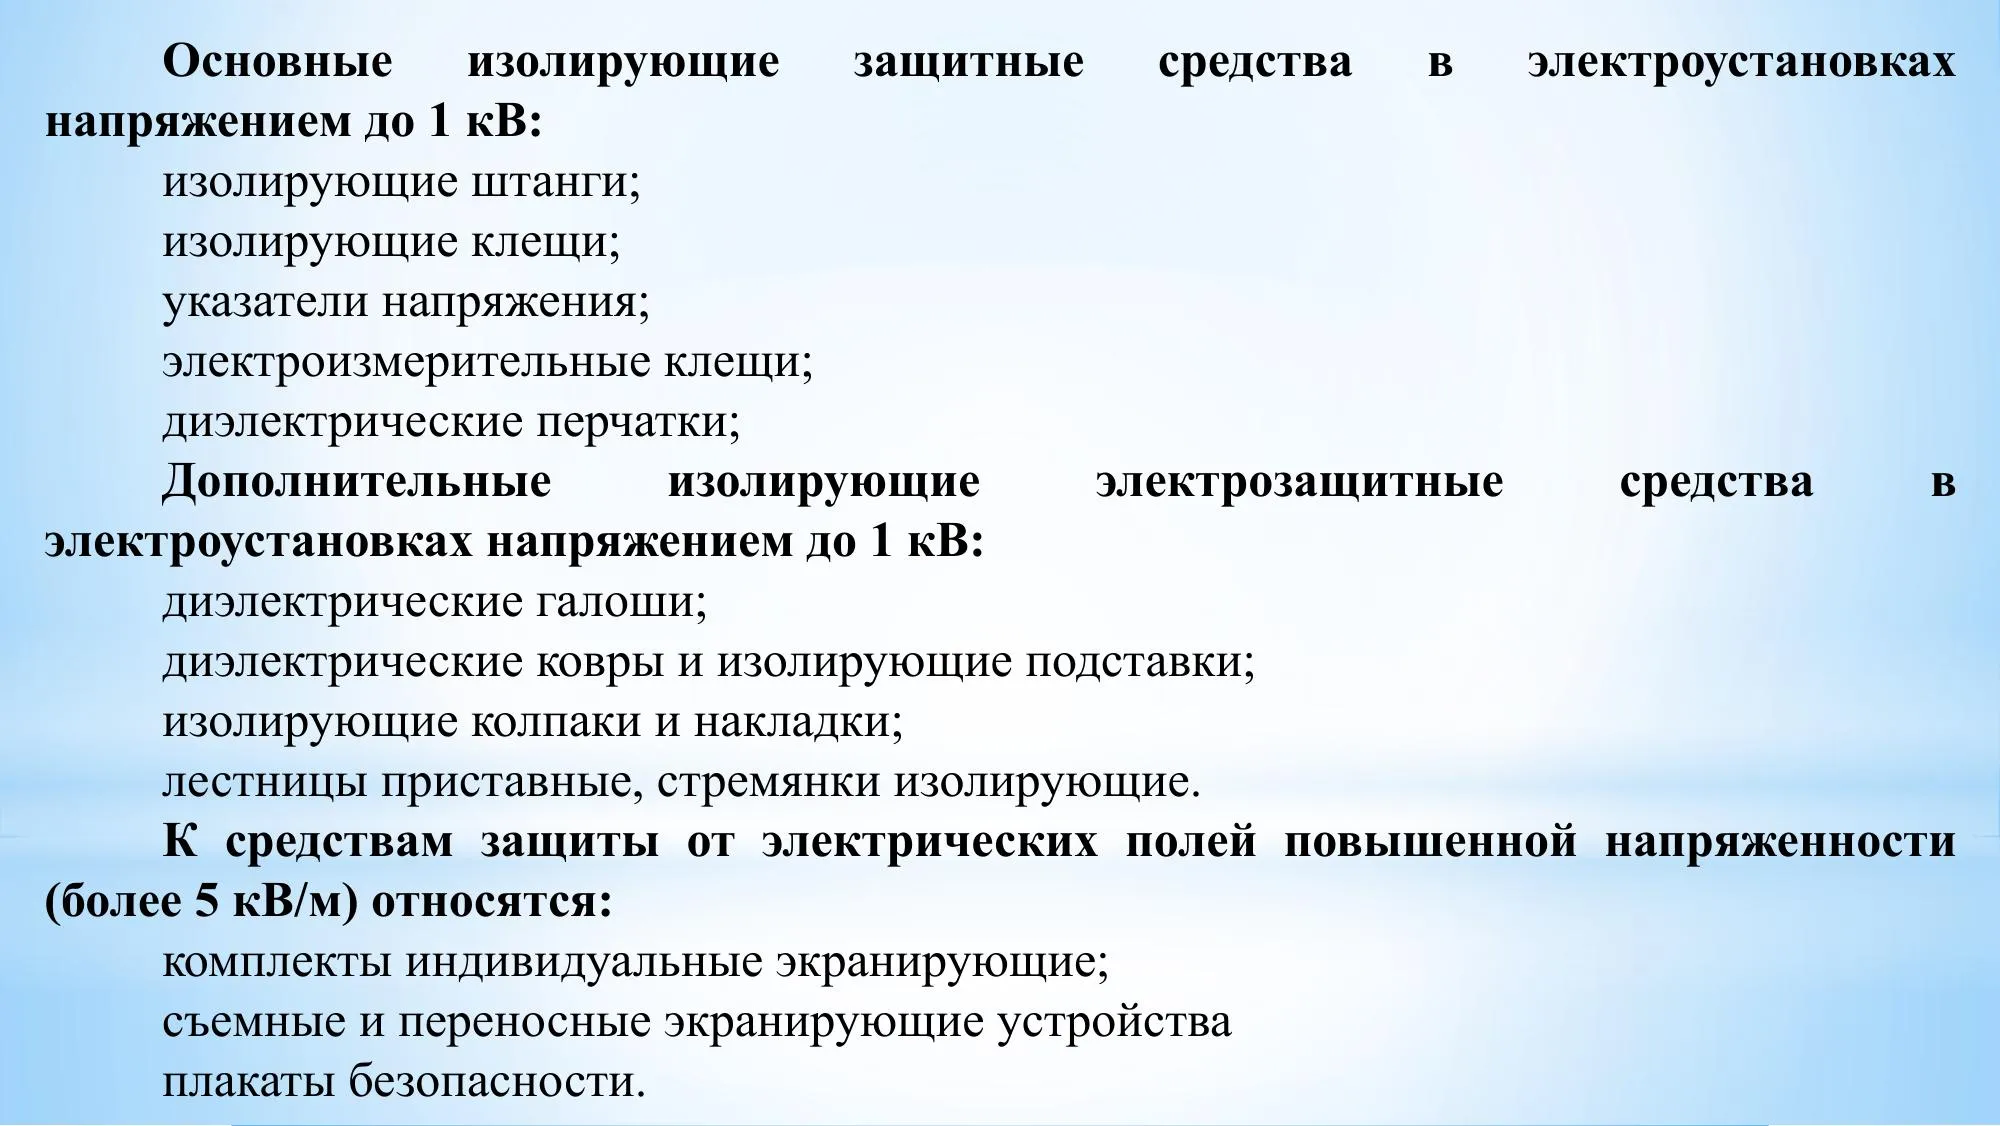 Основные изолирующие защитные средства в электроустановках
напряжением до 1 кВ:
изолирующие штанги;
изолирующие клещи;
указатели напряжения;
электроизмерительные клещи;
диэлектрические перчатки;
Дополнительные изолирующие электрозащитные средства в
электроустановках напряжением до 1 кВ:
диэлектрические галоши;
диэлектрические ковры и изолирующие подставки;
изолирующие колпаки и накладки;
лестницы приставные, стремянки изолирующие.
К средствам защиты от электрических полей повышенной напряженности
(более 5 кВ/м) относятся:
комплекты индивидуальные экранирующие;
съемные и переносные экранирующие устройства
плакаты безопасности.